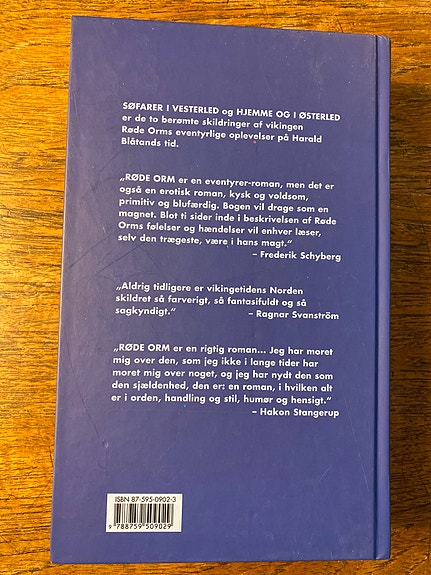 SØFARER I VESTERLED og HJEMME OG I ØSTERLED
er de to berømte skildringer af vikingen
Røde Orms eventyrlige oplevelser på Harald
Blåtands tid.
„RØDE ORM er en eventyrer-roman, men det er
også en erotisk roman, kysk og voldsom,
primitiv og blufærdig. Bogen vil drage som en
magnet. Blot ti sider inde i beskrivelsen af Røde
Orms følelser og hændelser vil enhver læser,
selv den trægeste, være i hans magt.“
– Frederik Schyberg
„Aldrig tidligere er vikingetidens Norden
skildret så farverigt, så fantasifuldt og så
sagkyndigt.“ – Ragnar Svanström
„RØDE ORM er en rigtig roman... Jeg har moret
mig over den, som jeg ikke i lange tider har
moret mig over noget, og jeg har nydt den som
den sjældenhed, den er: en roman, i hvilken alt
er i orden, handling og stil, humør og hensigt.“
– Hakon Stangerup
ISBN 87-595-0902-3
9 788759 509029